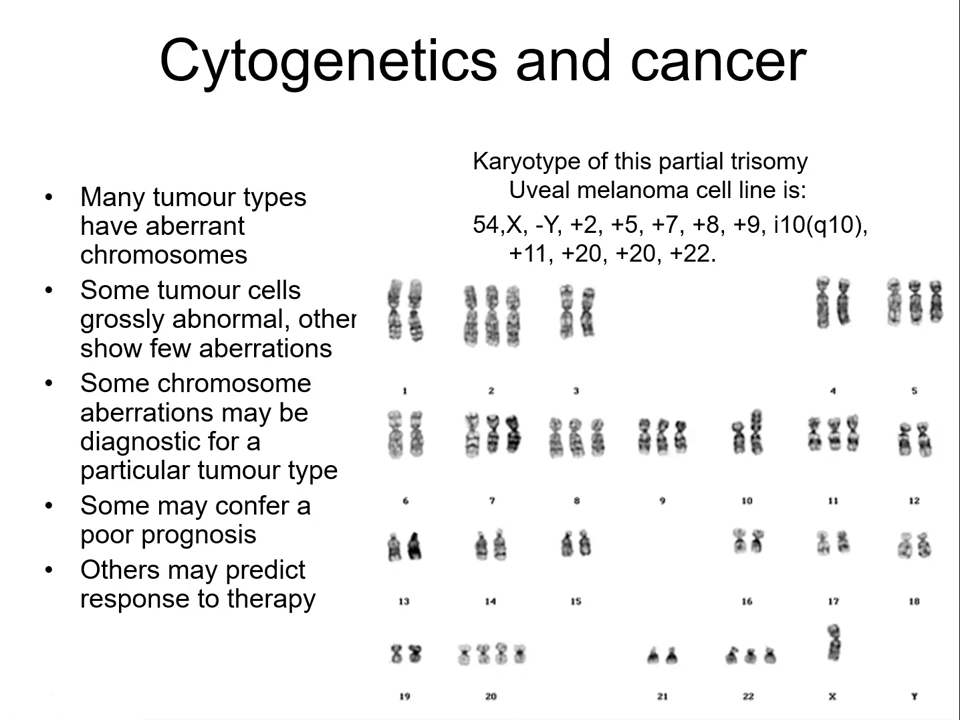 Cytogenetics and cancer
• Many tumour types
have aberrant
chromosomes
• Some tumour cells
grossly abnormal, other
show few aberrations
• Some chromosome
aberrations may be
diagnostic for a
particular tumour type
• Some may confer a
poor prognosis
• Others may predict
response to therapy
Karyotype of this partial trisomy
Uveal melanoma cell line is:
54,X, -Y, +2, +5, +7, +8, +9, i10(q10),
+11, +20, +20, +22.
1 2 3 4 5
6 7 8 9 10 11 12
13 14 15 16 17 18
19 20 21 22 X Y